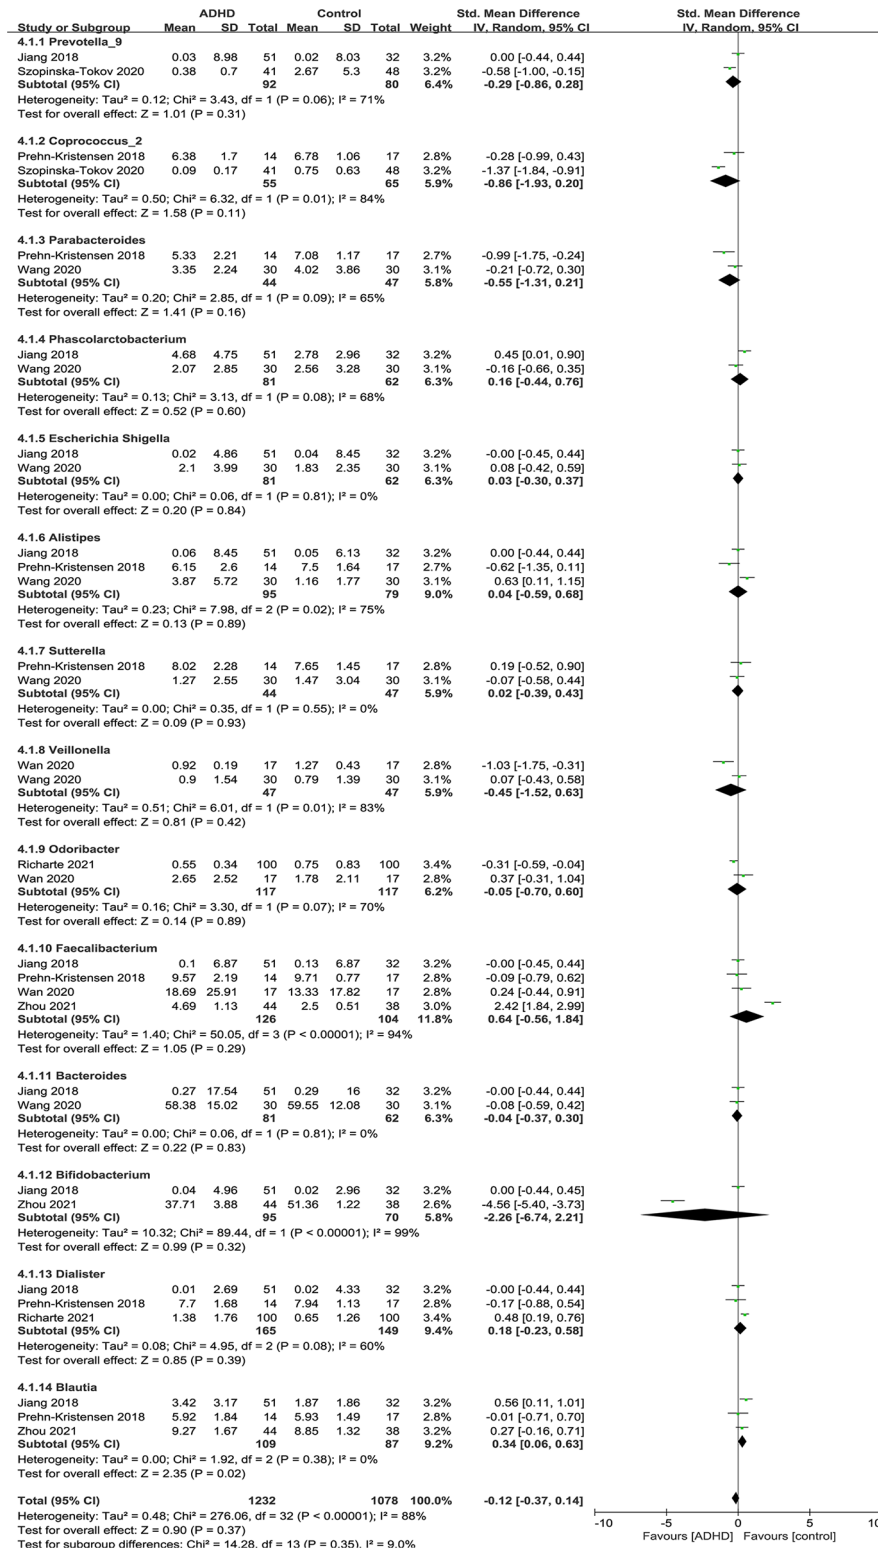 ADHD Control Std. Mean Difference Std. Mean Difference
Study or Subgroup Mean SD Total Mean SD Total Weight IV, Random, 95% CI IV, Random, 95% CI
4.1.1 Prevotella_9
Jiang 2018 0.03 8.98 51 0.02 8.03 32 3.2% 0.00 [-0.44, 0.44]
Szopinska-Tokov 2020 0.38 0.7 41 2.67 5.3 48 3.2% -0.58 [-1.00, -0.15]
Subtotal (95% CI) 92 80 6.4% -0.29 [-0.86, 0.28]
Heterogeneity: Tau² = 0.12; Chi² = 3.43, df = 1 (P = 0.06); I² = 71%
Test for overall effect: Z = 1.01 (P = 0.31)
4.1.2 Coprococcus_2
Prehn-Kristensen 2018 6.38 1.7 14 6.78 1.06 17 2.8% -0.28 [-0.99, 0.43]
Szopinska-Tokov 2020 0.09 0.17 41 0.75 0.63 48 3.2% -1.37 [-1.84, -0.91]
Subtotal (95% CI) 55 65 5.9% -0.86 [-1.93, 0.20]
Heterogeneity: Tau² = 0.50; Chi² = 6.32, df = 1 (P = 0.01); I² = 84%
Test for overall effect: Z = 1.58 (P = 0.11)
4.1.3 Parabacteroides
Prehn-Kristensen 2018 5.33 2.21 14 7.08 1.17 17 2.7% -0.99 [-1.75, -0.24]
Wang 2020 3.35 2.24 30 4.02 3.86 30 3.1% -0.21 [-0.72, 0.30]
Subtotal (95% CI) 44 47 5.8% -0.55 [-1.31, 0.21]
Heterogeneity: Tau² = 0.20; Chi² = 2.85, df = 1 (P = 0.09); I² = 65%
Test for overall effect: Z = 1.41 (P = 0.16)
4.1.4 Phascolarctobacterium
Jiang 2018 4.68 4.75 51 2.78 2.96 32 3.2% 0.45 [0.01, 0.90]
Wang 2020 2.07 2.85 30 2.56 3.28 30 3.1% -0.16 [-0.66, 0.35]
Subtotal (95% CI) 81 62 6.3% 0.16 [-0.44, 0.76]
Heterogeneity: Tau² = 0.13; Chi² = 3.13, df = 1 (P = 0.08); I² = 68%
Test for overall effect: Z = 0.52 (P = 0.60)
4.1.5 Escherichia Shigella
Jiang 2018 0.02 4.86 51 0.04 8.45 32 3.2% -0.00 [-0.45, 0.44]
Wang 2020 2.1 3.99 30 1.83 2.35 30 3.1% 0.08 [-0.42, 0.59]
Subtotal (95% CI) 81 62 6.3% 0.03 [-0.30, 0.37]
Heterogeneity: Tau² = 0.00; Chi² = 0.06, df = 1 (P = 0.81); I² = 0%
Test for overall effect: Z = 0.20 (P = 0.84)
4.1.6 Alistipes
Jiang 2018 0.06 8.45 51 0.05 6.13 32 3.2% 0.00 [-0.44, 0.44]
Prehn-Kristensen 2018 6.15 2.6 14 7.5 1.64 17 2.7% -0.62 [-1.35, 0.11]
Wang 2020 3.87 5.72 30 1.16 1.77 30 3.1% 0.63 [0.11, 1.15]
Subtotal (95% CI) 95 79 9.0% 0.04 [-0.59, 0.68]
Heterogeneity: Tau² = 0.23; Chi² = 7.98, df = 2 (P = 0.02); I² = 75%
Test for overall effect: Z = 0.13 (P = 0.89)
4.1.7 Sutterella
Prehn-Kristensen 2018 8.02 2.28 14 7.65 1.45 17 2.8% 0.19 [-0.52, 0.90]
Wang 2020 1.27 2.55 30 1.47 3.04 30 3.1% -0.07 [-0.58, 0.44]
Subtotal (95% CI) 44 47 5.9% 0.02 [-0.39, 0.43]
Heterogeneity: Tau² = 0.00; Chi² = 0.35, df = 1 (P = 0.55); I² = 0%
Test for overall effect: Z = 0.09 (P = 0.93)
4.1.8 Veillonella
Wan 2020 0.92 0.19 17 1.27 0.43 17 2.8% -1.03 [-1.75, -0.31]
Wang 2020 0.9 1.54 30 0.79 1.39 30 3.1% 0.07 [-0.43, 0.58]
Subtotal (95% CI) 47 47 5.9% -0.45 [-1.52, 0.63]
Heterogeneity: Tau² = 0.51; Chi² = 6.01, df = 1 (P = 0.01); I² = 83%
Test for overall effect: Z = 0.81 (P = 0.42)
4.1.9 Odoribacter
Richarte 2021 0.55 0.34 100 0.75 0.83 100 3.4% -0.31 [-0.59, -0.04]
Wan 2020 2.65 2.52 17 1.78 2.11 17 2.8% 0.37 [-0.31, 1.04]
Subtotal (95% CI) 117 117 6.2% -0.05 [-0.70, 0.60]
Heterogeneity: Tau² = 0.16; Chi² = 3.30, df = 1 (P = 0.07); I² = 70%
Test for overall effect: Z = 0.14 (P = 0.89)
4.1.10 Faecalibacterium
Jiang 2018 0.1 6.87 51 0.13 6.87 32 3.2% -0.00 [-0.45, 0.44]
Prehn-Kristensen 2018 9.57 2.19 14 9.71 0.77 17 2.8% -0.09 [-0.79, 0.62]
Wan 2020 18.69 25.91 17 13.33 17.82 17 2.8% 0.24 [-0.44, 0.91]
Zhou 2021 4.69 1.13 44 2.5 0.51 38 3.0% 2.42 [1.84, 2.99]
Subtotal (95% CI) 126 104 11.8% 0.64 [-0.56, 1.84]
Heterogeneity: Tau² = 1.40; Chi² = 50.05, df = 3 (P < 0.00001); I² = 94%
Test for overall effect: Z = 1.05 (P = 0.29)
4.1.11 Bacteroides
Jiang 2018 0.27 17.54 51 0.29 16 32 3.2% -0.00 [-0.44, 0.44]
Wang 2020 58.38 15.02 30 59.55 12.08 30 3.1% -0.08 [-0.59, 0.42]
Subtotal (95% CI) 81 62 6.3% -0.04 [-0.37, 0.30]
Heterogeneity: Tau² = 0.00; Chi² = 0.06, df = 1 (P = 0.81); I² = 0%
Test for overall effect: Z = 0.22 (P = 0.83)
4.1.12 Bifidobacterium
Jiang 2018 0.04 4.96 51 0.02 2.96 32 3.2% 0.00 [-0.44, 0.45]
Zhou 2021 37.71 3.88 44 51.36 1.22 38 2.6% -4.56 [-5.40, -3.73]
Subtotal (95% CI) 95 70 5.8% -2.26 [-6.74, 2.21]
Heterogeneity: Tau² = 10.32; Chi² = 89.44, df = 1 (P < 0.00001); I² = 99%
Test for overall effect: Z = 0.99 (P = 0.32)
4.1.13 Dialister
Jiang 2018 0.01 2.69 51 0.02 4.33 32 3.2% -0.00 [-0.44, 0.44]
Prehn-Kristensen 2018 7.7 1.68 14 7.94 1.13 17 2.8% -0.17 [-0.88, 0.54]
Richarte 2021 1.38 1.76 100 0.65 1.26 100 3.4% 0.48 [0.19, 0.76]
Subtotal (95% CI) 165 149 9.4% 0.18 [-0.23, 0.58]
Heterogeneity: Tau² = 0.08; Chi² = 4.95, df = 2 (P = 0.08); I² = 60%
Test for overall effect: Z = 0.85 (P = 0.39)
4.1.14 Blautia
Jiang 2018 3.42 3.17 51 1.87 1.86 32 3.2% 0.56 [0.11, 1.01]
Prehn-Kristensen 2018 5.92 1.84 14 5.93 1.49 17 2.8% -0.01 [-0.71, 0.70]
Zhou 2021 9.27 1.67 44 8.85 1.32 38 3.2% 0.27 [-0.16, 0.71]
Subtotal (95% CI) 109 87 9.2% 0.34 [0.06, 0.63]
Heterogeneity: Tau² = 0.00; Chi² = 1.92, df = 2 (P = 0.38); I² = 0%
Test for overall effect: Z = 2.35 (P = 0.02)
Total (95% CI) 1232 1078 100.0% -0.12 [-0.37, 0.14]
Heterogeneity: Tau² = 0.48; Chi² = 276.06, df = 32 (P < 0.00001); I² = 88%
Test for overall effect: Z = 0.90 (P = 0.37)
Test for subgroup differences: Chi² = 14.28, df = 13 (P = 0.35), I² = 9.0%
-10 -5 0 5 10
Favours [ADHD] Favours [control]